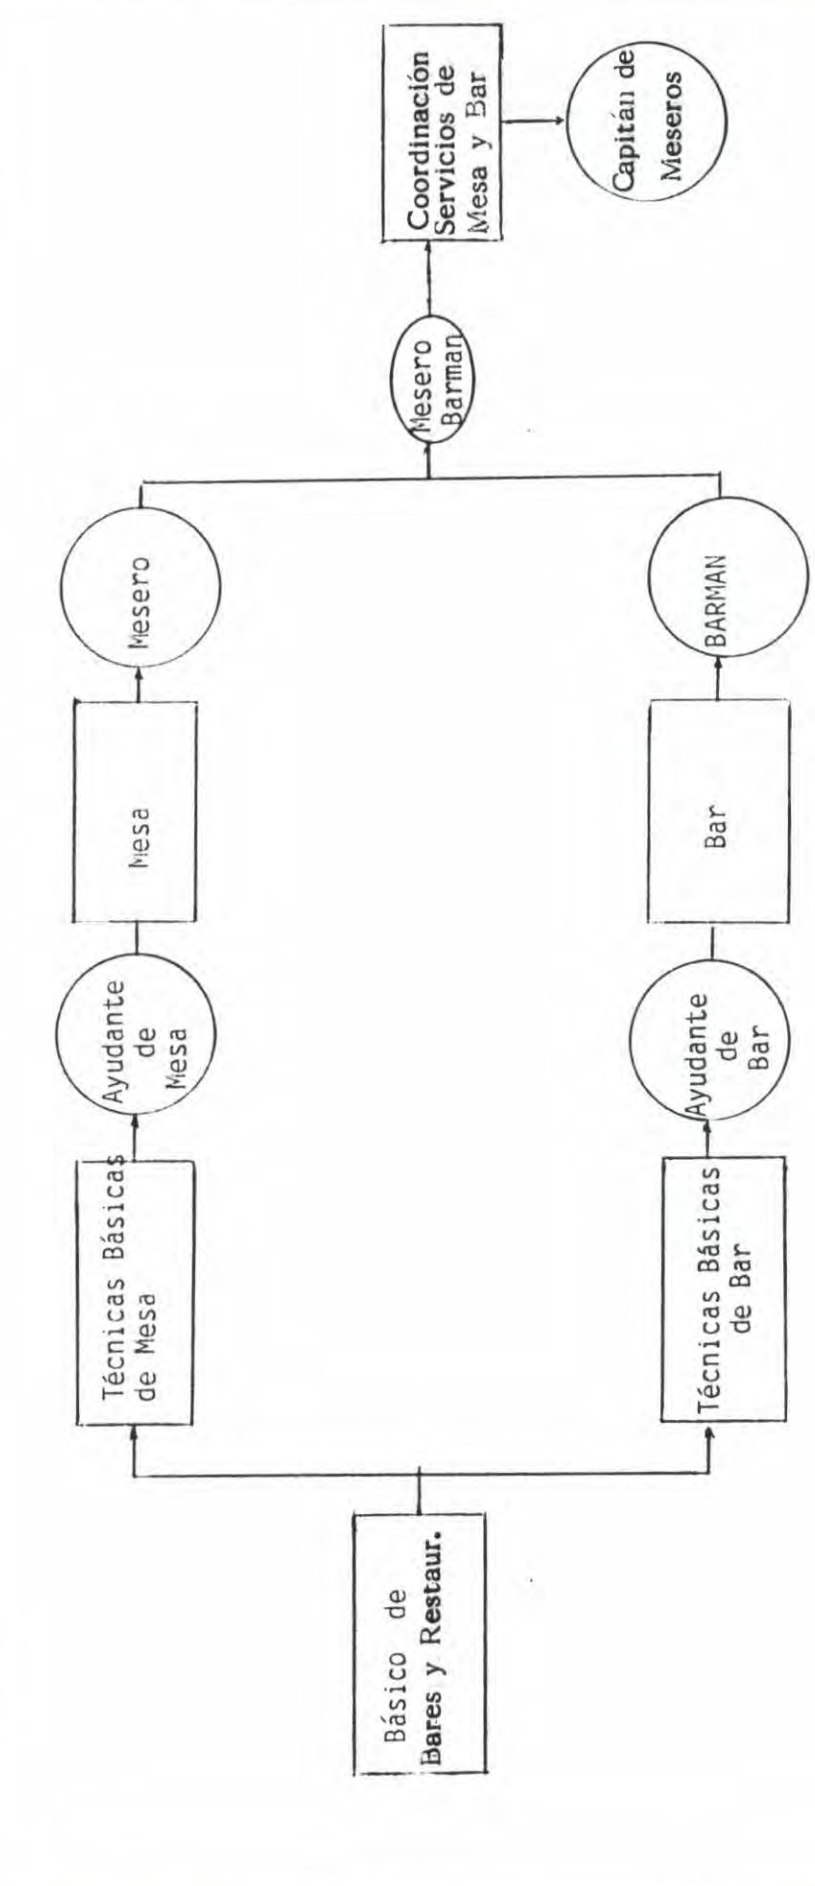 Básico de
Bares y Restaur.
Técnicas Básicas
de Mesa
Ayudante
de
Mesa
Mesa
Mesero
Técnicas Básicas
de Bar
Ayudante
de
Bar
Bar
BARMAN
Mesero
Barman
Coordinación
Servicios de
Mesa y Bar
Capitán de
Meseros